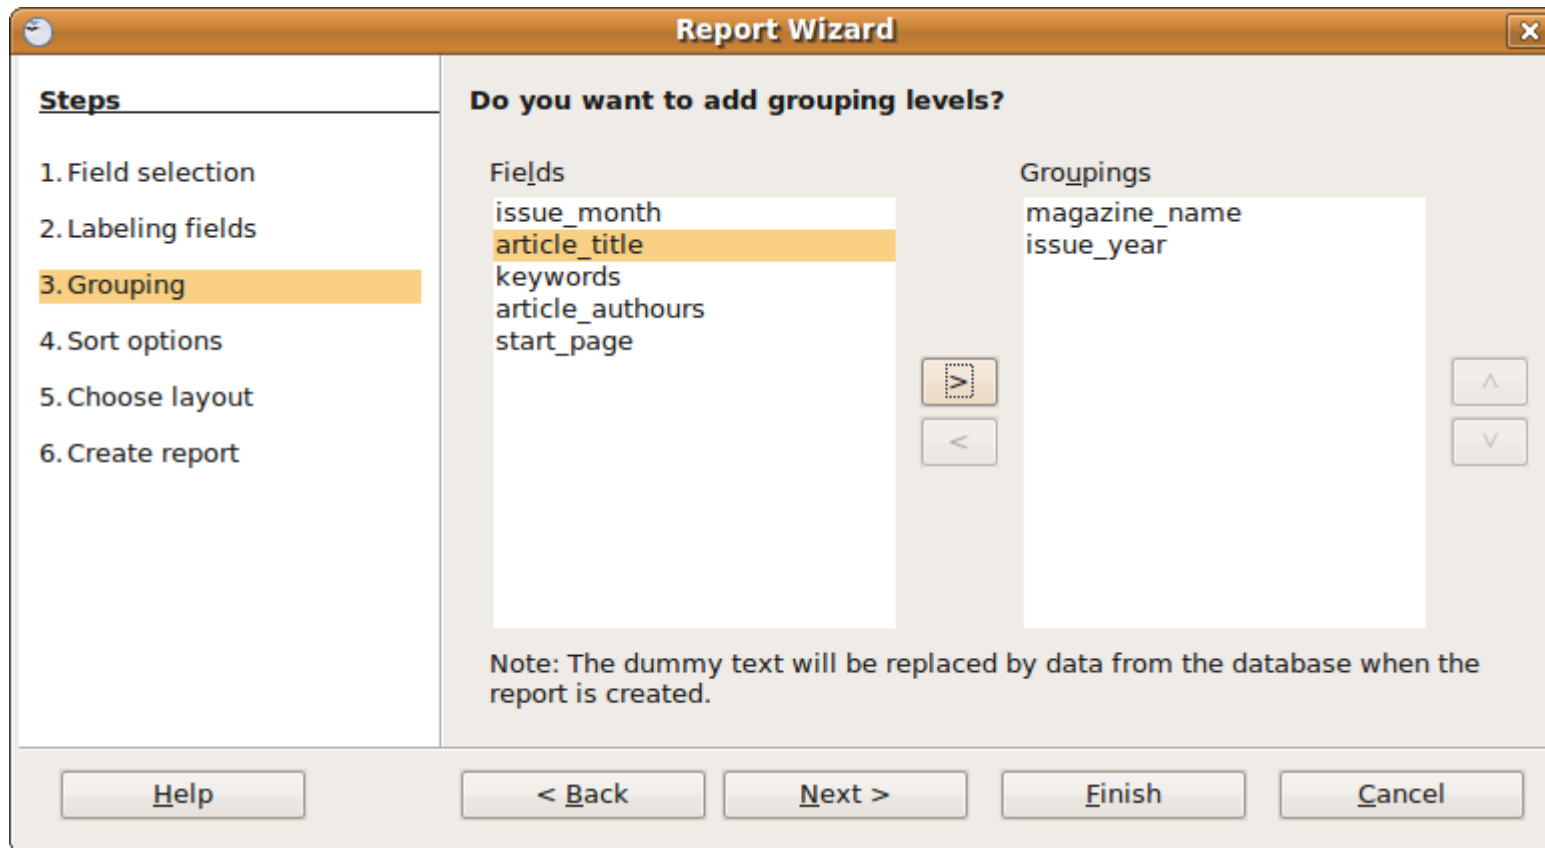 Report Wizard
Steps
1. Field selection
2. Labeling fields
3. Grouping
4. Sort options
5. Choose layout
6. Create report
Do you want to add grouping levels?
Fields
issue_month
article_title
keywords
article_authours
start_page
>
<
Groupings
magazine_name
issue_year
^
v
Note: The dummy text will be replaced by data from the database when the
report is created.
Help
< Back
Next >
Finish
Cancel